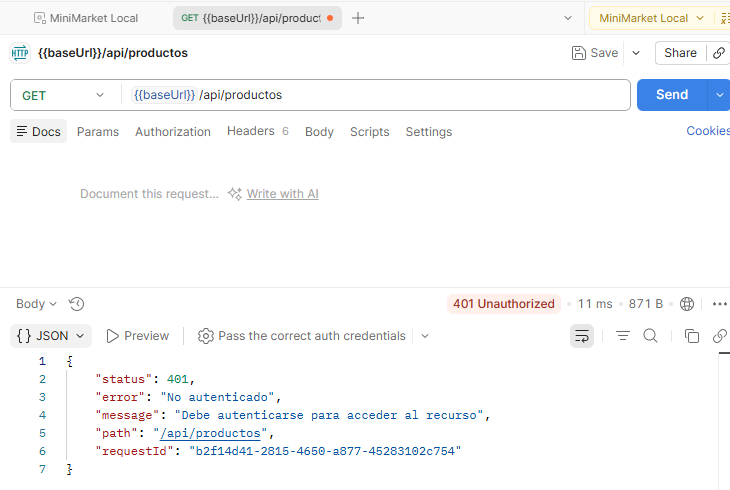 MiniMarket Local
GET {{baseUrl}}/api/product
MiniMarket Local
HTTP {{baseUrl}}/api/productos
Save
Share
GET
{{baseUrl}} /api/productos
Send
Docs Params Authorization Headers 6 Body Scripts Settings
Cookies
Document this request... Write with AI
Body
401 Unauthorized • 11 ms • 871 B
{} JSON Preview Pass the correct auth credentials
1 {
2 "status": 401,
3 "error": "No autenticado",
4 "message": "Debe autenticarse para acceder al recurso",
5 "path": "/api/productos",
6 "requestId": "b2f14d41-2815-4650-a877-45283102c754"
7 }